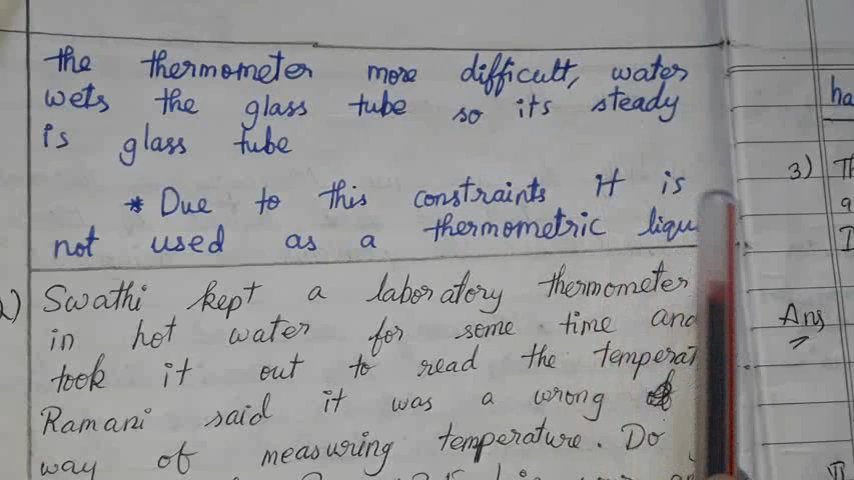 the thermometer more difficult, water
wets the glass tube so its steady
is glass tube
* Due to this constraints it is
not used as a thermometric liqu
2) Swathi kept a laboratory thermometer
in hot water for some time and
took it out to read the temperat
Ramani said it was a wrong
way of measuring temperature. Do
ha
3) Th
a
I
Ans